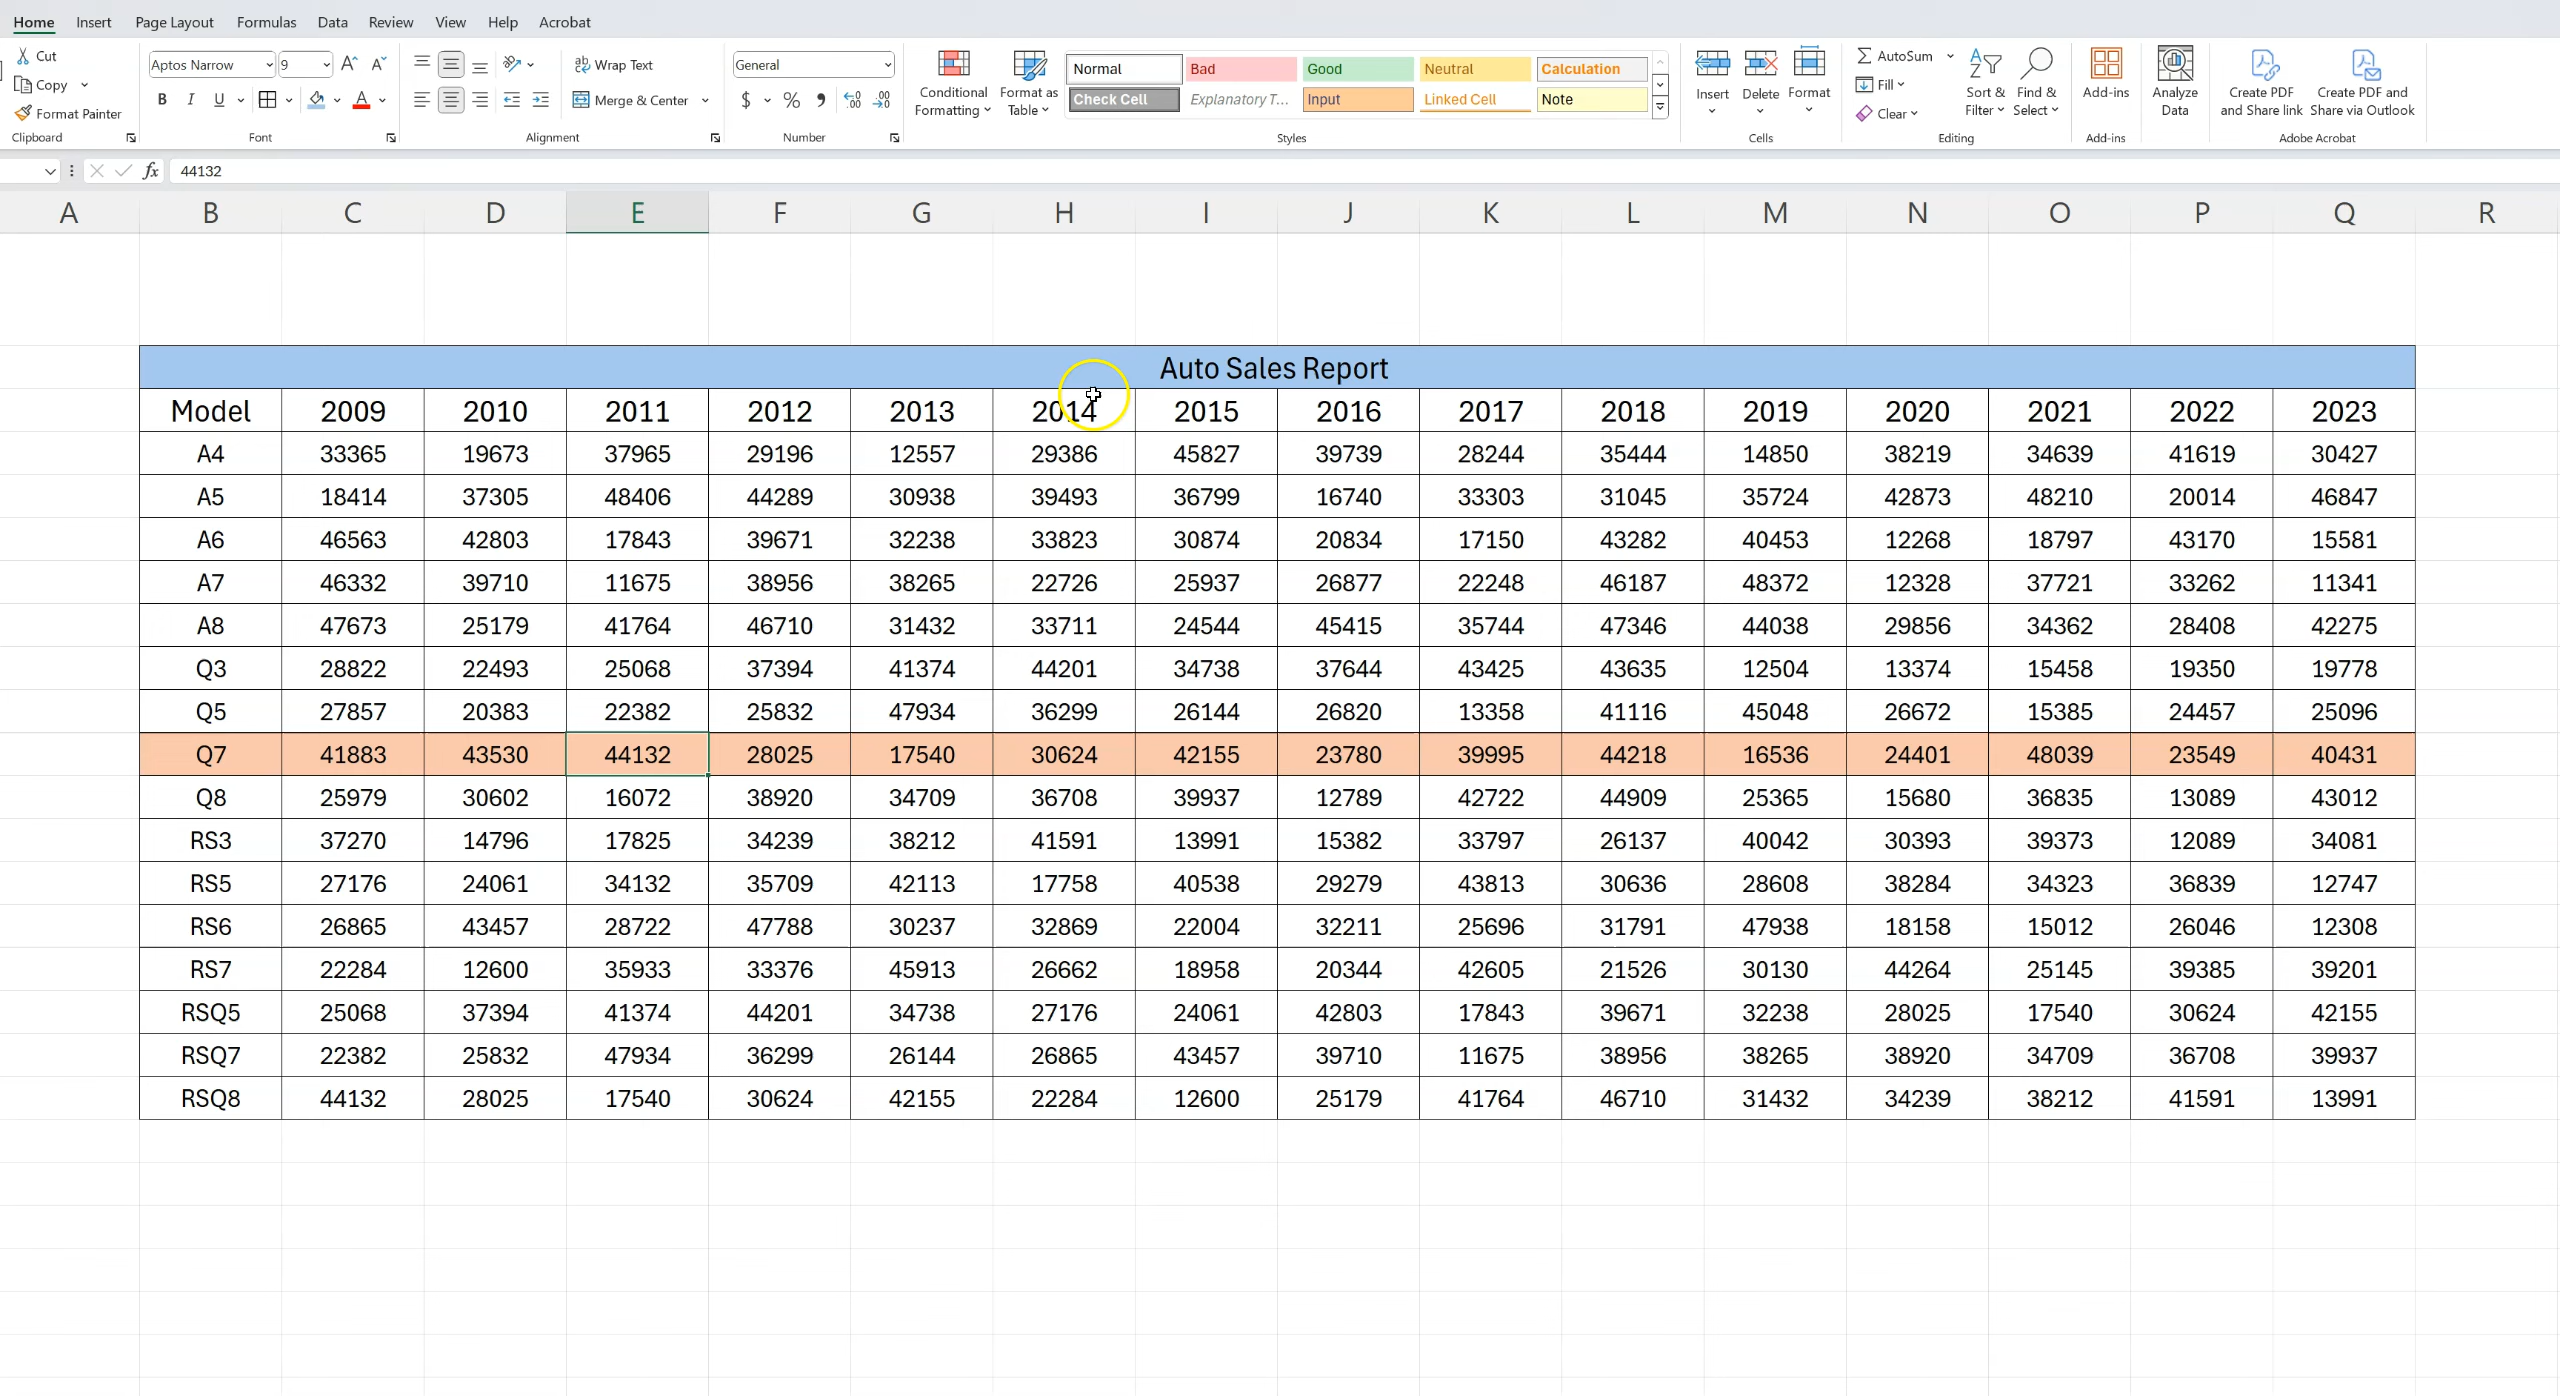 Home Insert Page Layout Formulas Data Review View Help Acrobat
Cut
Copy
Format Painter
Clipboard
Aptos Narrow 9
B I U
Font
Wrap Text
Merge & Center
Alignment
General
$ % ,
Number
Conditional Formatting
Format as Table
Normal Bad Good Neutral Calculation
Check Cell Explanatory T... Input Linked Cell Note
Styles
Insert Delete Format
Cells
AutoSum
Fill
Clear
Sort & Filter
Find & Select
Editing
Add-ins
Add-ins
Analyze Data
Create PDF and Share link
Create PDF and Share via Outlook
Adobe Acrobat
fx 44132
A B C D E F G H I J K L M N O P Q R
Auto Sales Report
Model 2009 2010 2011 2012 2013 2014 2015 2016 2017 2018 2019 2020 2021 2022 2023
A4 33365 19673 37965 29196 12557 29386 45827 39739 28244 35444 14850 38219 34639 41619 30427
A5 18414 37305 48406 44289 30938 39493 36799 16740 33303 31045 35724 42873 48210 20014 46847
A6 46563 42803 17843 39671 32238 33823 30874 20834 17150 43282 40453 12268 18797 43170 15581
A7 46332 39710 11675 38956 38265 22726 25937 26877 22248 46187 48372 12328 37721 33262 11341
A8 47673 25179 41764 46710 31432 33711 24544 45415 35744 47346 44038 29856 34362 28408 42275
Q3 28822 22493 25068 37394 41374 44201 34738 37644 43425 43635 12504 13374 15458 19350 19778
Q5 27857 20383 22382 25832 47934 36299 26144 26820 13358 41116 45048 26672 15385 24457 25096
Q7 41883 43530 44132 28025 17540 30624 42155 23780 39995 44218 16536 24401 48039 23549 40431
Q8 25979 30602 16072 38920 34709 36708 39937 12789 42722 44909 25365 15680 36835 13089 43012
RS3 37270 14796 17825 34239 38212 41591 13991 15382 33797 26137 40042 30393 39373 12089 34081
RS5 27176 24061 34132 35709 42113 17758 40538 29279 43813 30636 28608 38284 34323 36839 12747
RS6 26865 43457 28722 47788 30237 32869 22004 32211 25696 31791 47938 18158 15012 26046 12308
RS7 22284 12600 35933 33376 45913 26662 18958 20344 42605 21526 30130 44264 25145 39385 39201
RSQ5 25068 37394 41374 44201 34738 27176 24061 42803 17843 39671 32238 28025 17540 30624 42155
RSQ7 22382 25832 47934 36299 26144 26865 43457 39710 11675 38956 38265 38920 34709 36708 39937
RSQ8 44132 28025 17540 30624 42155 22284 12600 25179 41764 46710 31432 34239 38212 41591 13991